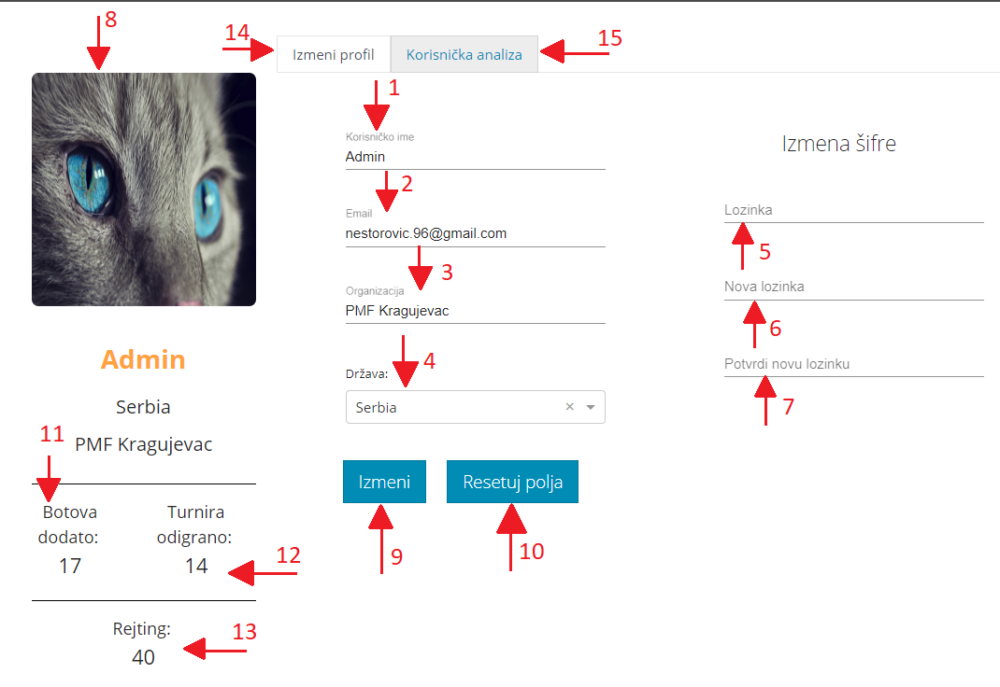 8
14
Izmeni profil
Korisnička analiza
15
1
Korisničko ime
Admin
2
Email
nestorovic.96@gmail.com
3
Organizacija
PMF Kragujevac
4
Država:
Serbia
Izmeni
Resetuj polja
9
10
Izmena šifre
Lozinka
5
Nova lozinka
6
Potvrdi novu lozinku
7
Admin
Serbia
11
PMF Kragujevac
Botova
dodato:
17
Turnira
odigrano:
14
12
Rejting:
40
13